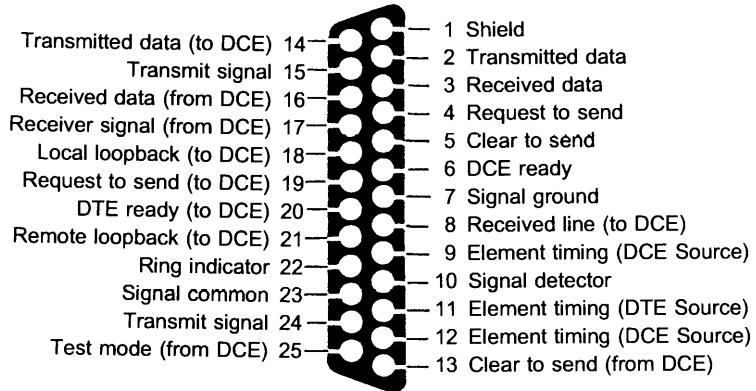 Transmitted data (to DCE) 14
Transmit signal 15
Received data (from DCE) 16
Receiver signal (from DCE) 17
Local loopback (to DCE) 18
Request to send (to DCE) 19
DTE ready (to DCE) 20
Remote loopback (to DCE) 21
Ring indicator 22
Signal common 23
Transmit signal 24
Test mode (from DCE) 25
1 Shield
2 Transmitted data
3 Received data
4 Request to send
5 Clear to send
6 DCE ready
7 Signal ground
8 Received line (to DCE)
9 Element timing (DCE Source)
10 Signal detector
11 Element timing (DTE Source)
12 Element timing (DCE Source)
13 Clear to send (from DCE)